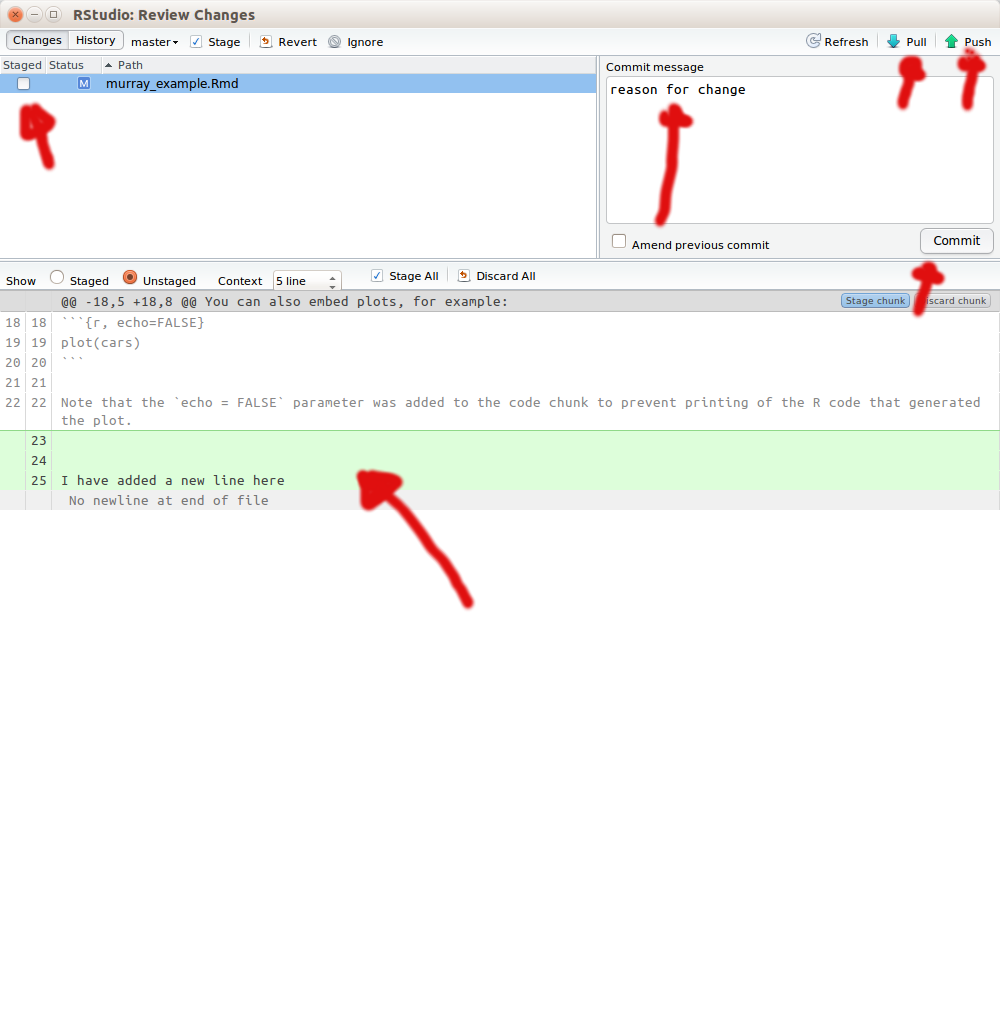 RStudio: Review Changes
Changes History master Stage Revert Ignore Refresh Pull Push
Staged Status Path
M murray_example.Rmd
Commit message
reason for change
Amend previous commit Commit
Show Staged Unstaged Context 5 line Stage All Discard All
@@ -18,5 +18,8 @@ You can also embed plots, for example: Stage chunk chunk
18 18 ```{r, echo=FALSE}
19 19 plot(cars)
20 20 ```
21 21
22 22 Note that the `echo = FALSE` parameter was added to the code chunk to prevent printing of the R code that generated
the plot.
23
24
25 I have added a new line here
No newline at end of file